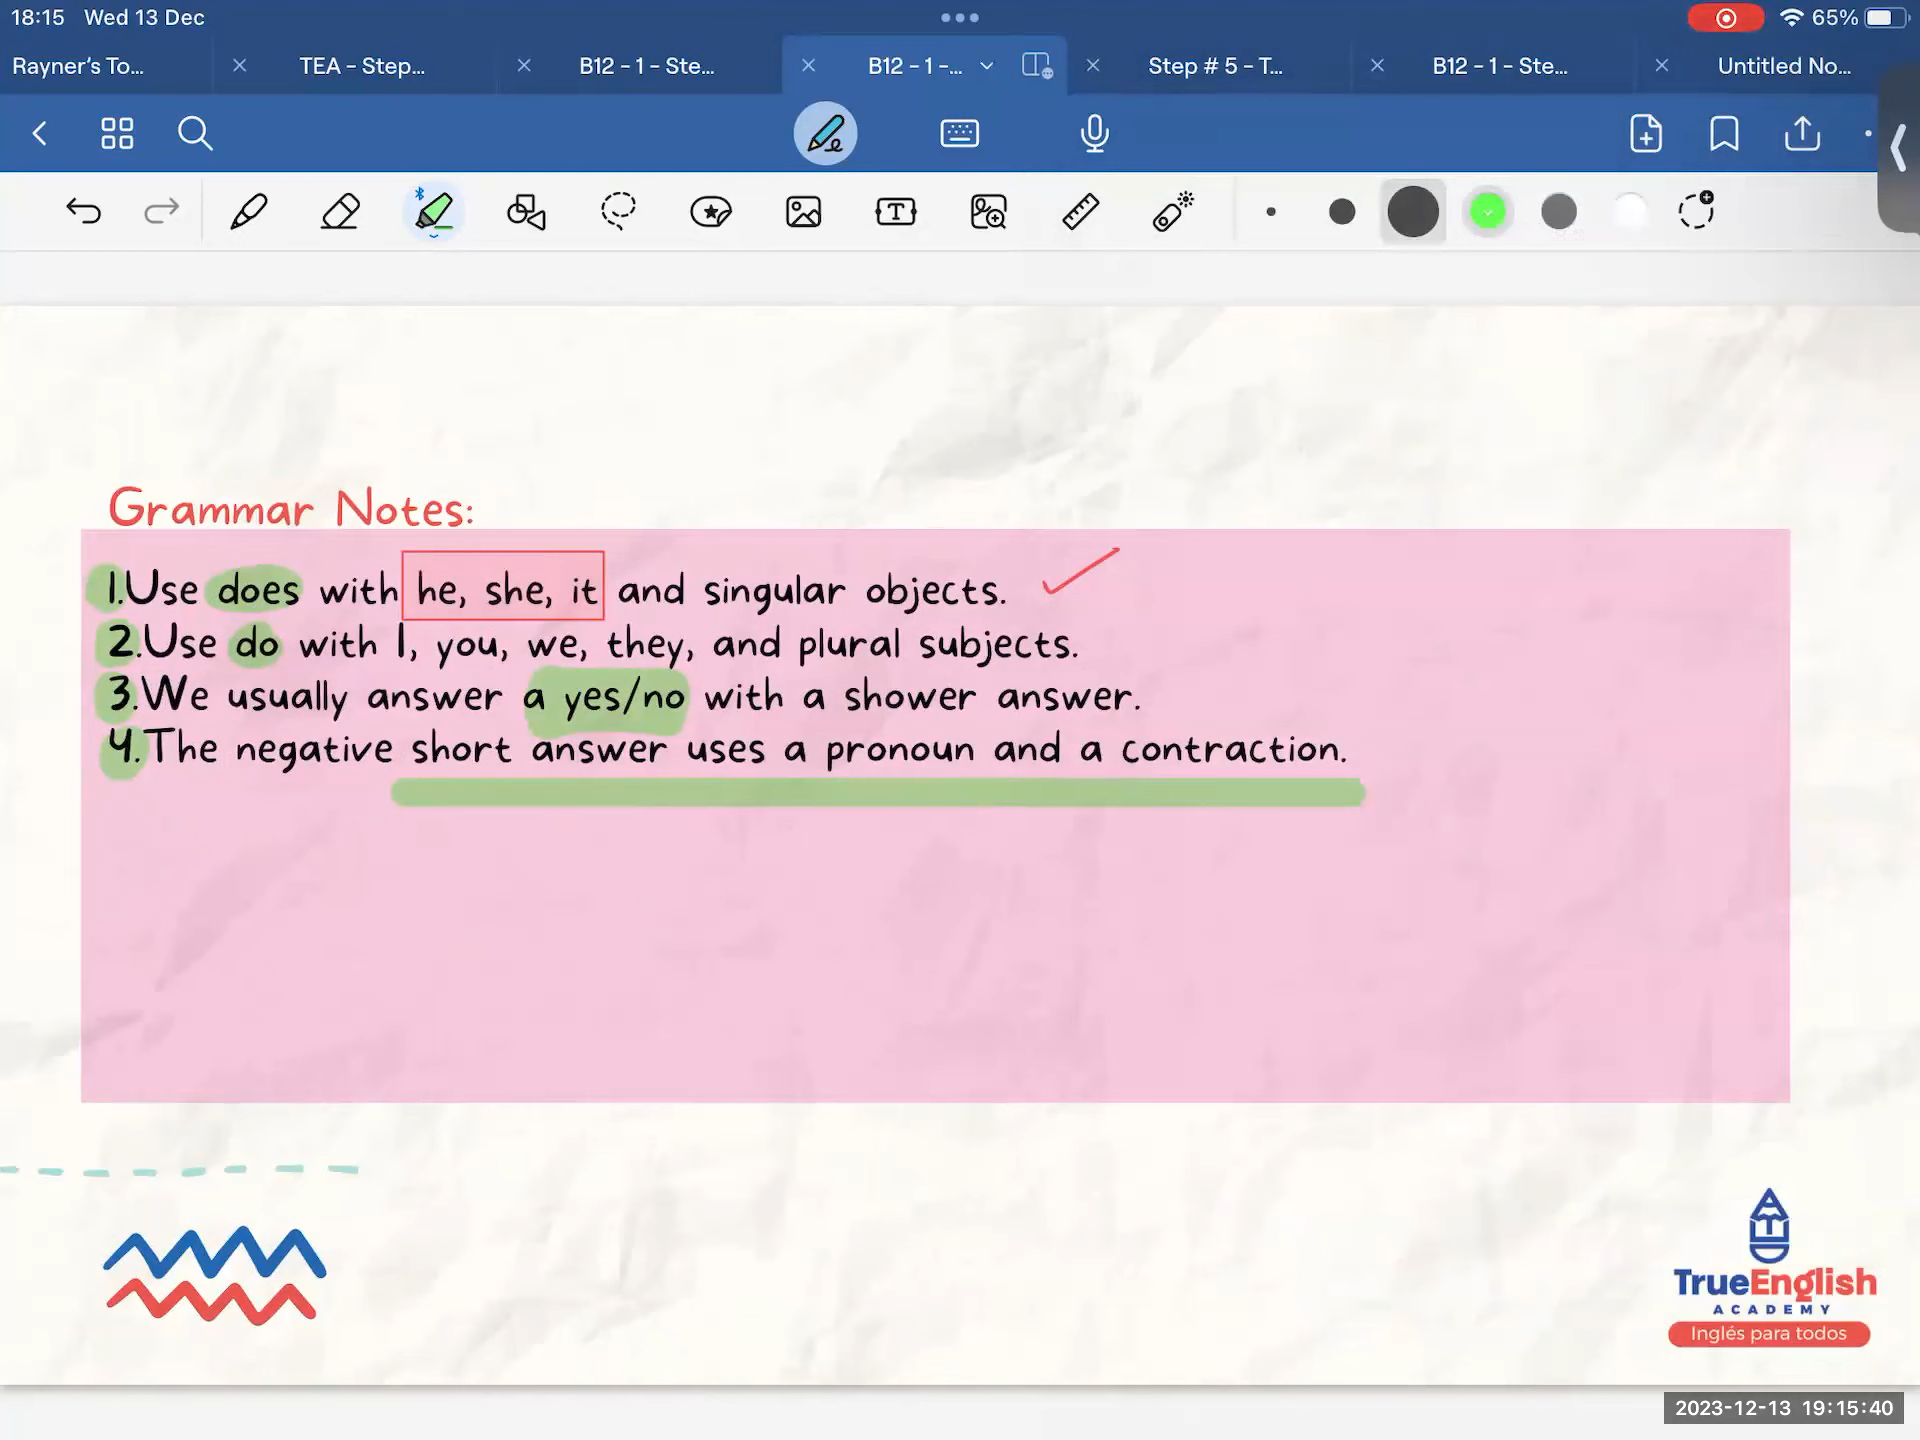 18:15 Wed 13 Dec
65%
Rayner's To...
TEA - Step...
B12 - 1 - Ste...
B12 - 1 -...
Step # 5 - T...
B12 - 1 - Ste...
Untitled No...
Grammar Notes:
1.Use does with he, she, it and singular objects.
2.Use do with I, you, we, they, and plural subjects.
3.We usually answer a yes/no with a shower answer.
4.The negative short answer uses a pronoun and a contraction.
TrueEnglish
ACADEMY
Inglés para todos
2023-12-13 19:15:40